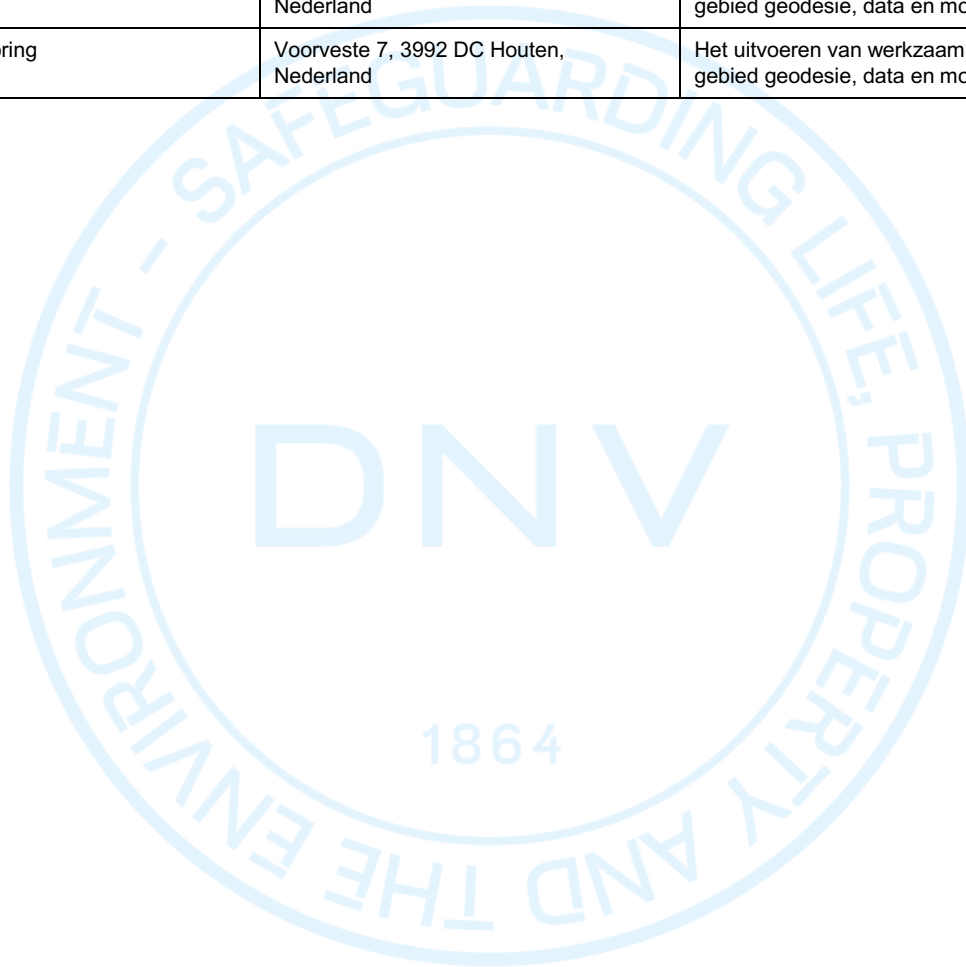 Nederland
gebied geodesie, data en mo
ring
Voorveste 7, 3992 DC Houten,
Nederland
Het uitvoeren van werkzaam
gebied geodesie, data en mo
SAFEGUARDING LIFE, PROPERTY AND THE ENVIRONMENT -
DNV
1864